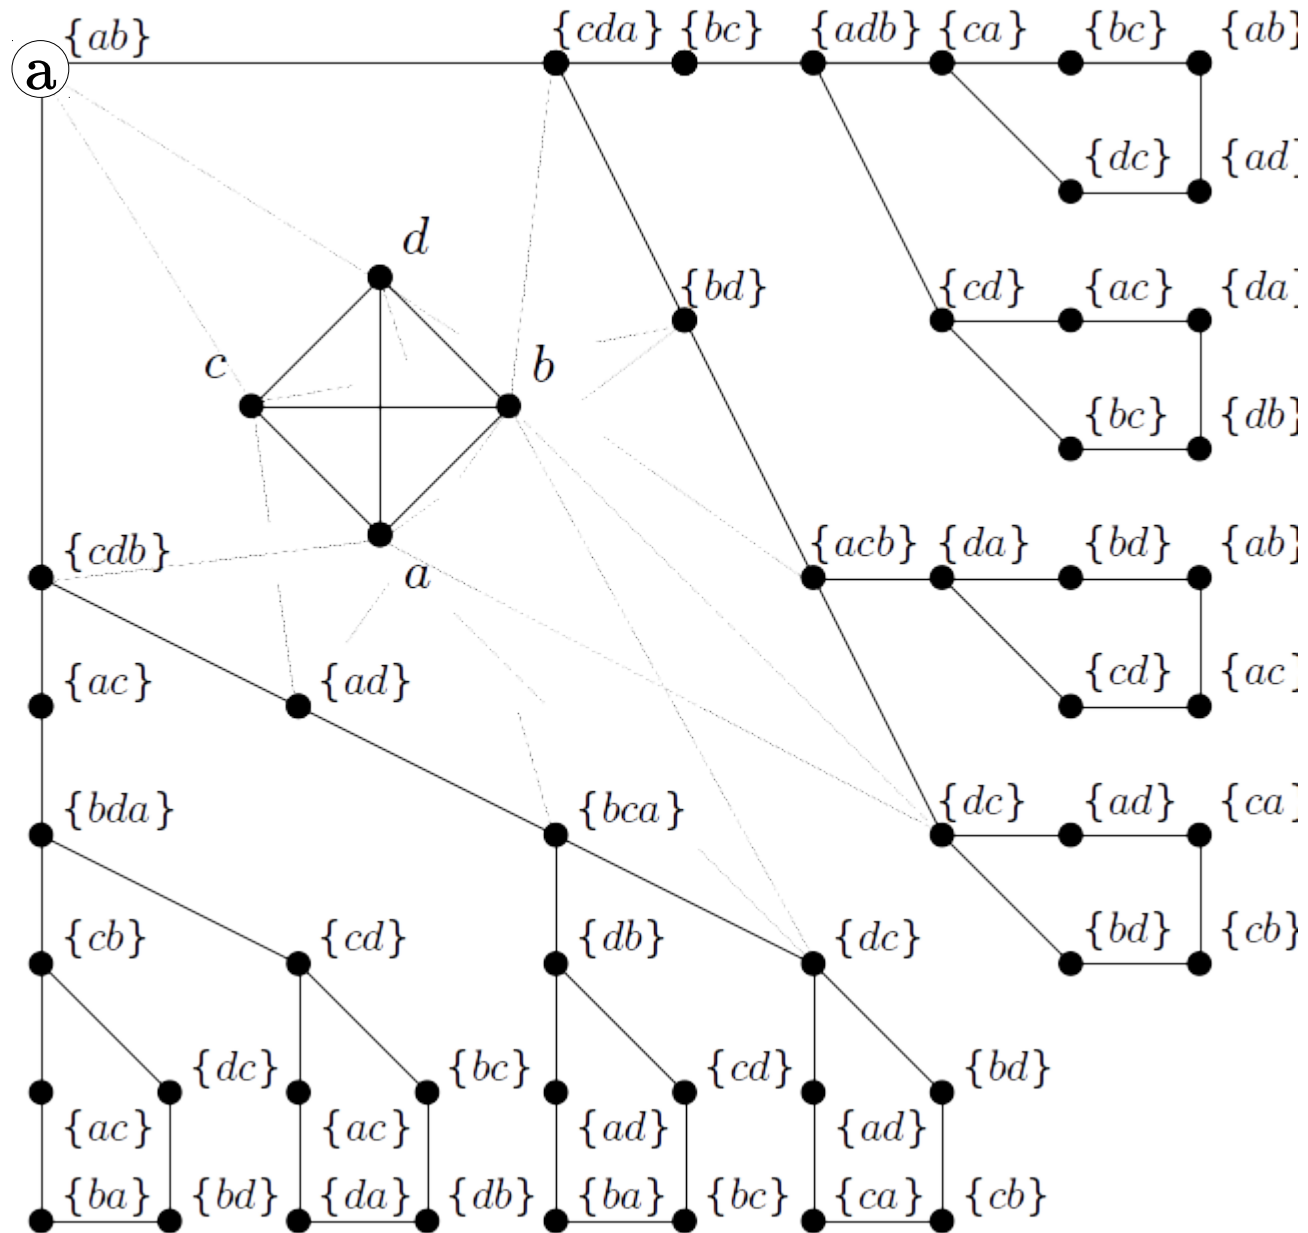 {ab} {cda} {bc} {adb} {ca} {bc} {ab}
a
{dc} {ad}
d
{bd} {cd} {ac} {da}
c b
{bc} {db}
{cdb} {acb} {da} {bd} {ab}
a
{ac} {ad} {cd} {ac}
{bda} {bca} {dc} {ad} {ca}
{cb} {cd} {db} {dc} {bd} {cb}
{dc} {bc} {cd} {bd}
{ac} {ac} {ad} {ad}
{ba} {bd} {da} {db} {ba} {bc} {ca} {cb}